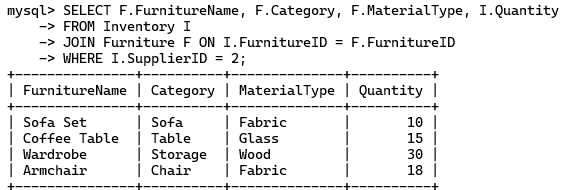 mysql> SELECT F.FurnitureName, F.Category, F.MaterialType, I.Quantity
    -> FROM Inventory I
    -> JOIN Furniture F ON I.FurnitureID = F.FurnitureID
    -> WHERE I.SupplierID = 2;
+---------------+----------+--------------+----------+
| FurnitureName | Category | MaterialType | Quantity |
+---------------+----------+--------------+----------+
| Sofa Set      | Sofa     | Fabric       |       10 |
| Coffee Table  | Table    | Glass        |       15 |
| Wardrobe      | Storage  | Wood         |       30 |
| Armchair      | Chair    | Fabric       |       18 |
+---------------+----------+--------------+----------+